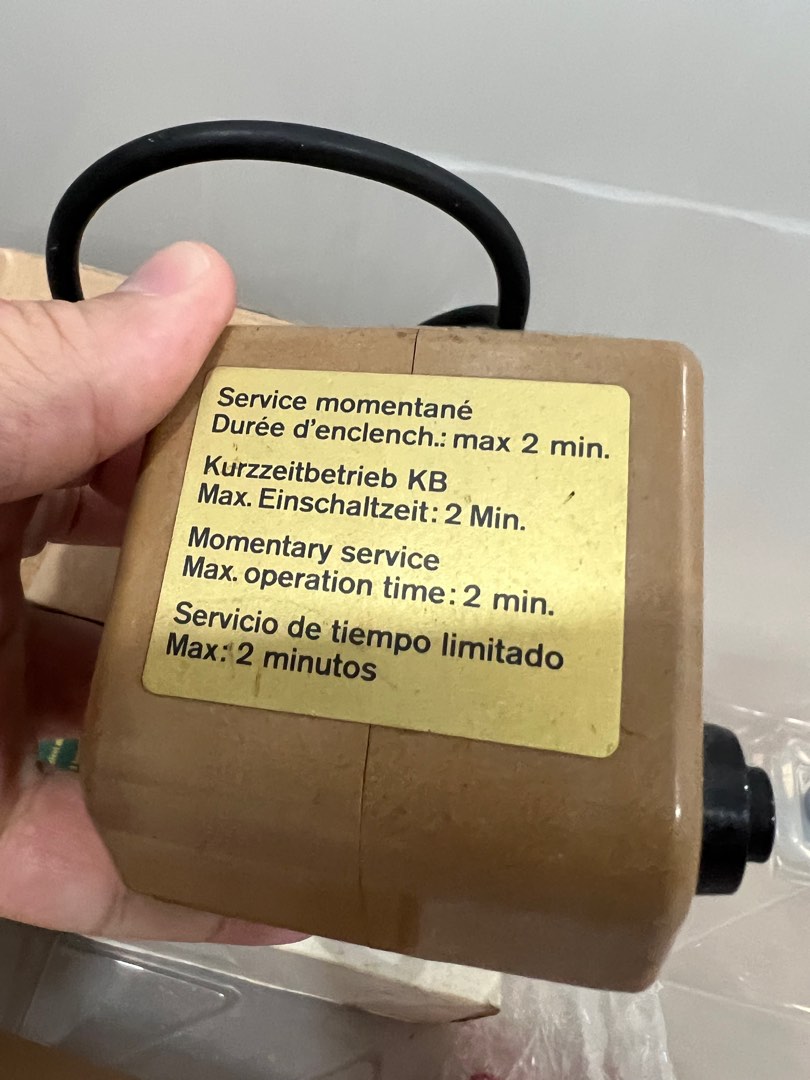 Service momentané
Durée d'enclench.: max 2 min.
Kurzzeitbetrieb KB
Max. Einschaltzeit: 2 Min.
Momentary service
Max. operation time: 2 min.
Servicio de tiempo limitado
Max: 2 minutos